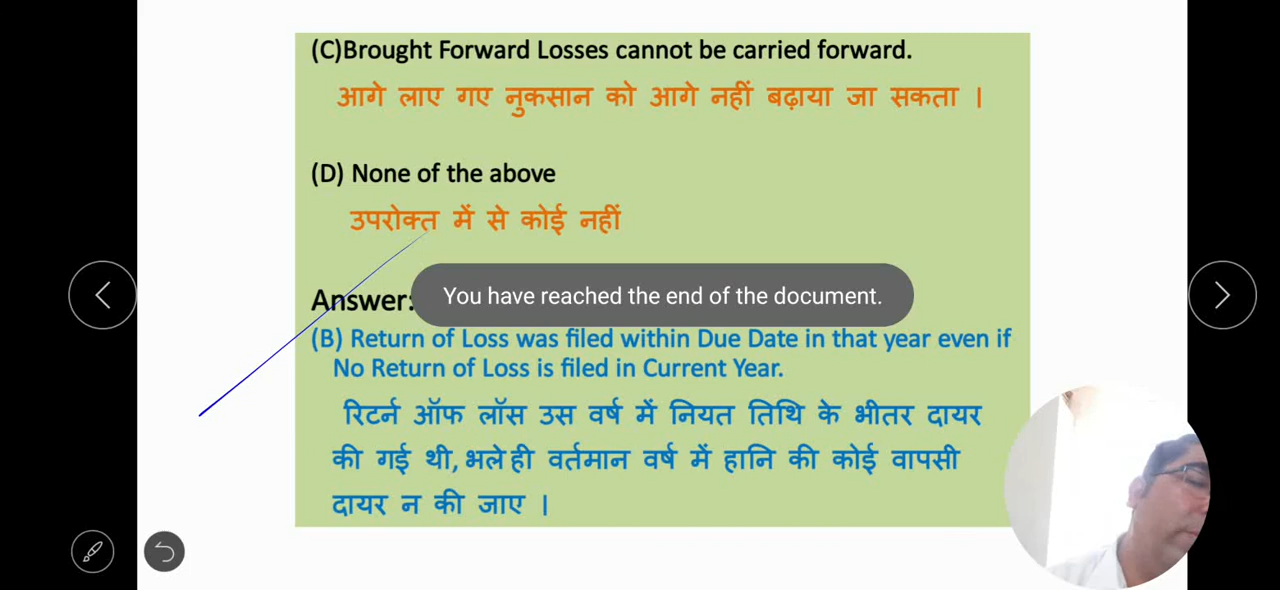 (C)Brought Forward Losses cannot be carried forward.
आगे लाए गए नुकसान को आगे नहीं बढ़ाया जा सकता ।
(D) None of the above
उपरोक्त में से कोई नहीं
Answer:
You have reached the end of the document.
(B) Return of Loss was filed within Due Date in that year even if
No Return of Loss is filed in Current Year.
रिटर्न ऑफ लॉस उस वर्ष में नियत तिथि के भीतर दायर
की गई थी, भले ही वर्तमान वर्ष में हानि की कोई वापसी
दायर न की जाए ।